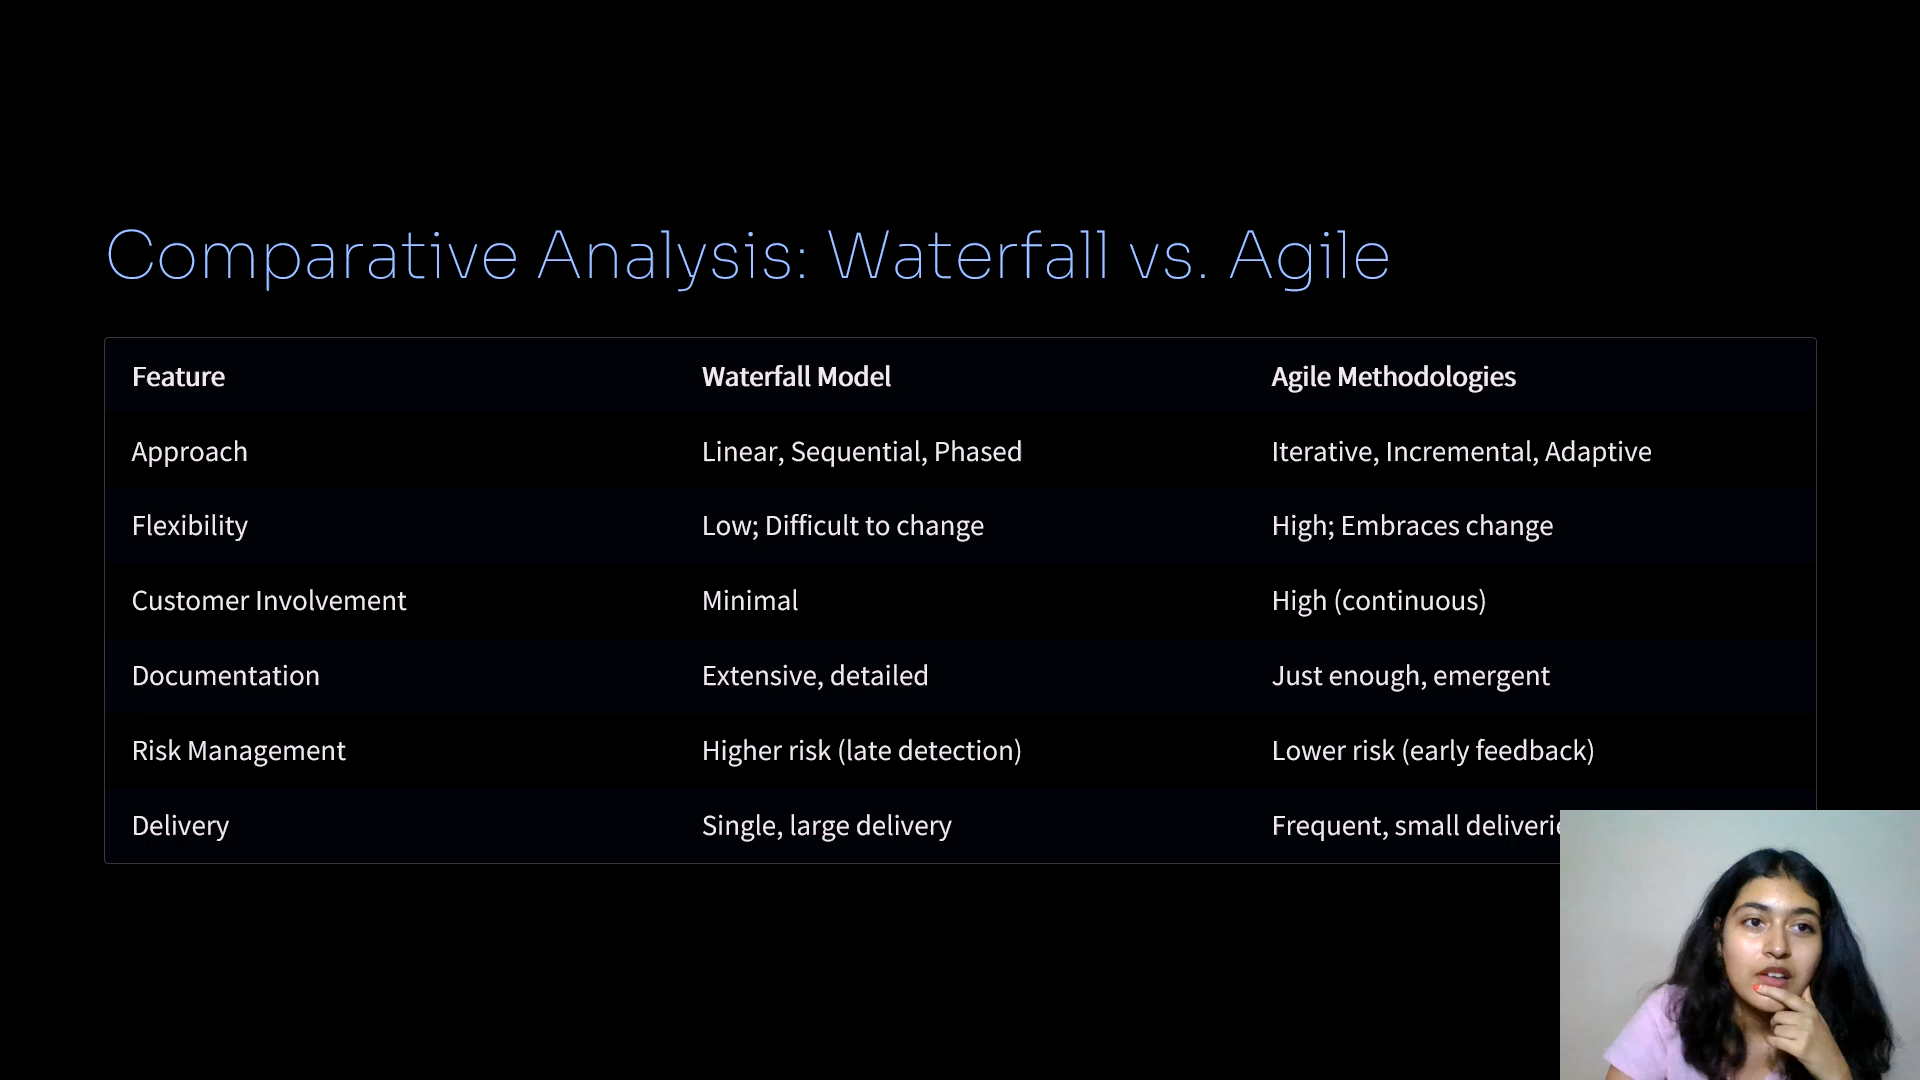 Comparative Analysis: Waterfall vs. Agile
Feature Waterfall Model Agile Methodologies
Approach Linear, Sequential, Phased Iterative, Incremental, Adaptive
Flexibility Low; Difficult to change High; Embraces change
Customer Involvement Minimal High (continuous)
Documentation Extensive, detailed Just enough, emergent
Risk Management Higher risk (late detection) Lower risk (early feedback)
Delivery Single, large delivery Frequent, small